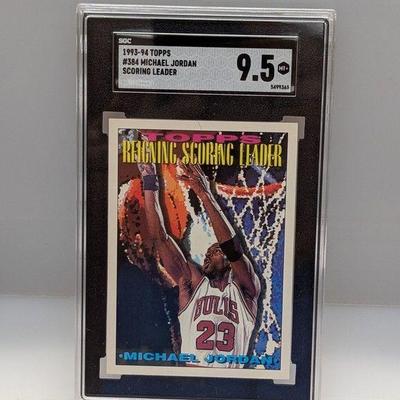 SGC
1993-94 TOPPS
#384 MICHAEL JORDAN
SCORING LEADER
9.5
MT+
5499365
TOPPS
REIGNING SCORING LEADER
BULLS
23
MICHAEL JORDAN